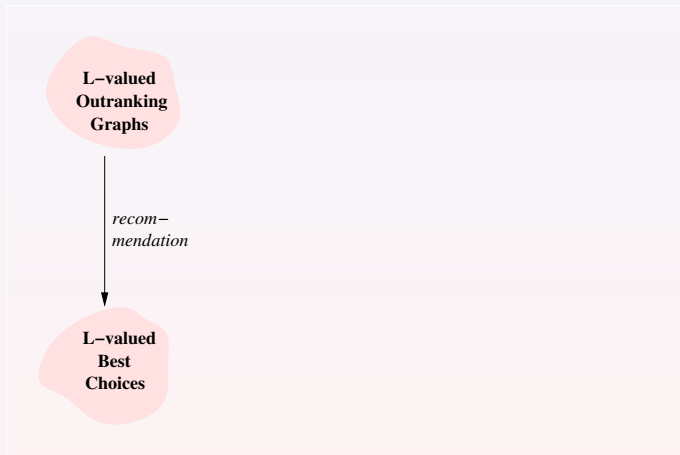 L−valued
Outranking
Graphs
recom−
mendation
L−valued
Best
Choices